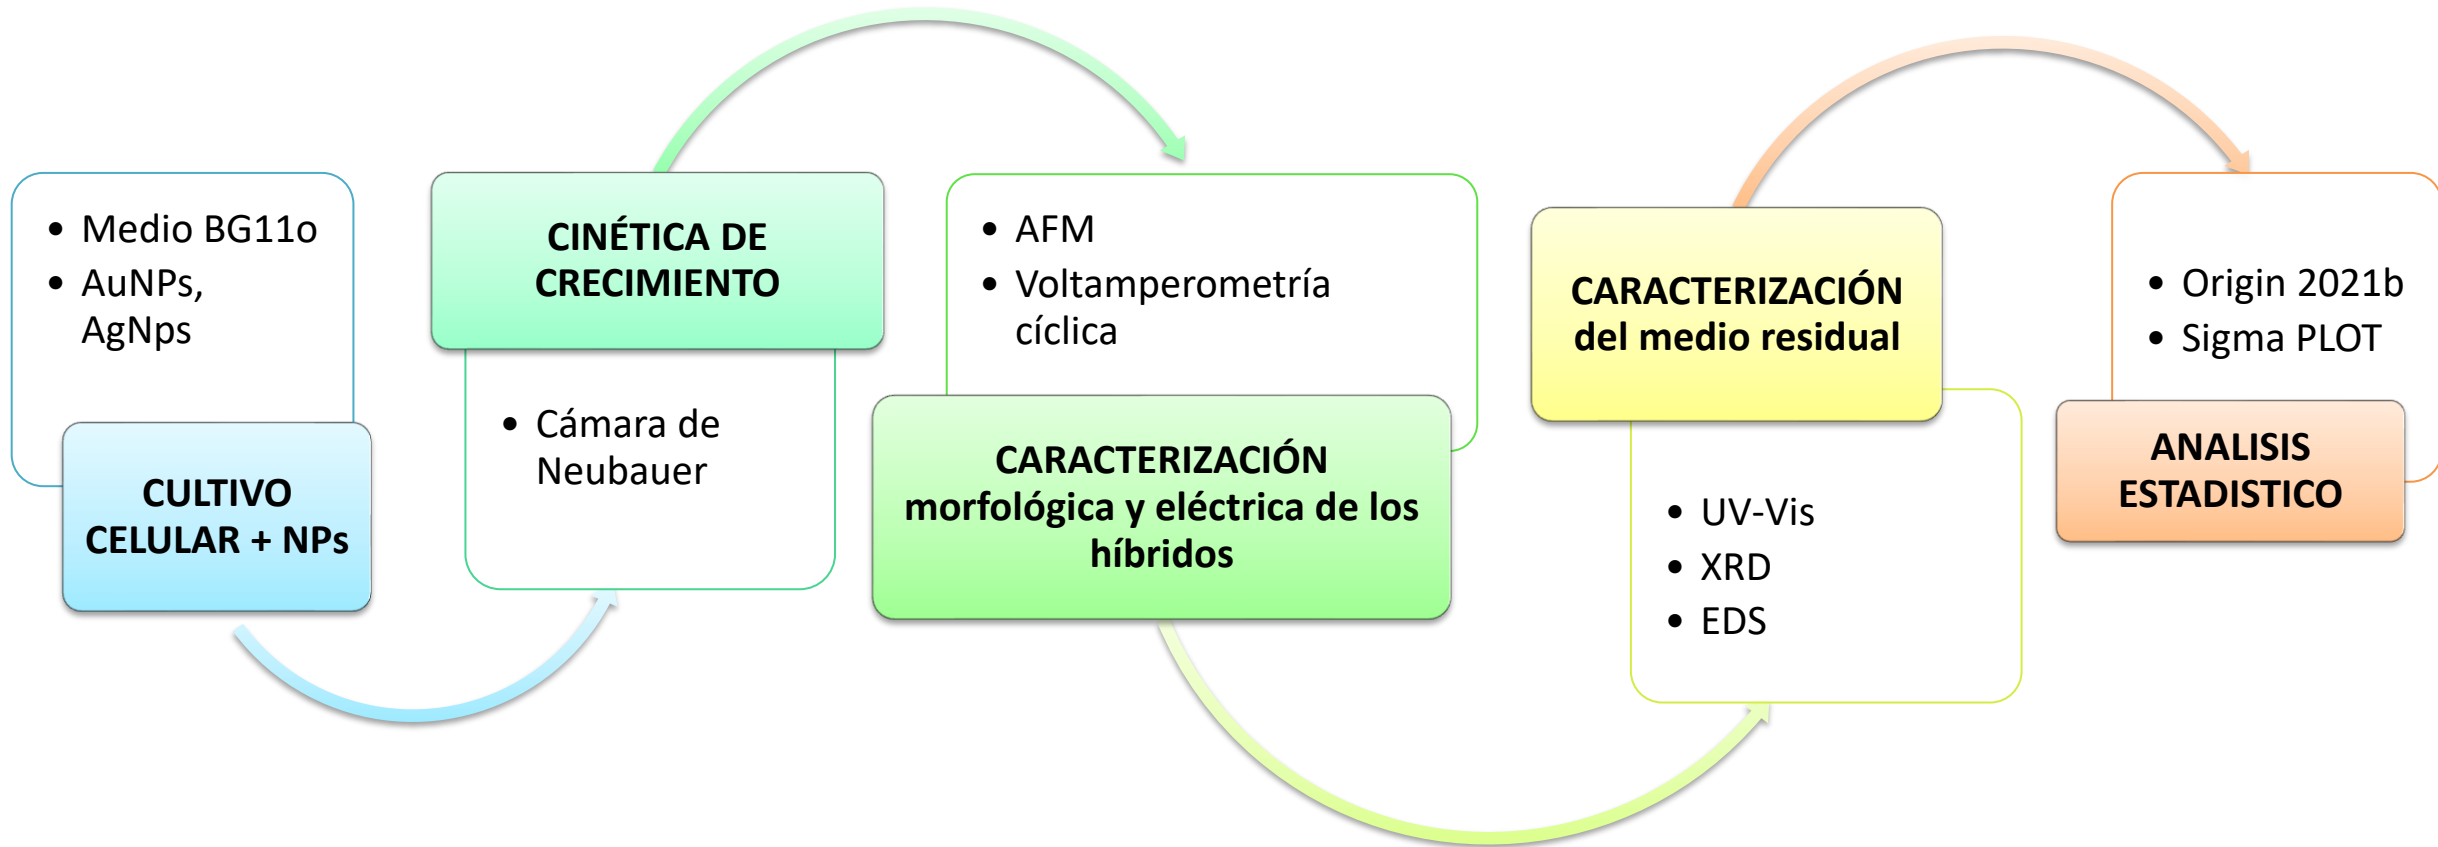 • Medio BG11o
• AuNPs,
AgNps
CULTIVO
CELULAR + NPs
CINÉTICA DE
CRECIMIENTO
• Cámara de
Neubauer
• AFM
• Voltamperometría
cíclica
CARACTERIZACIÓN
morfológica y eléctrica de los
híbridos
CARACTERIZACIÓN
del medio residual
• UV-Vis
• XRD
• EDS
• Origin 2021b
• Sigma PLOT
ANALISIS
ESTADISTICO